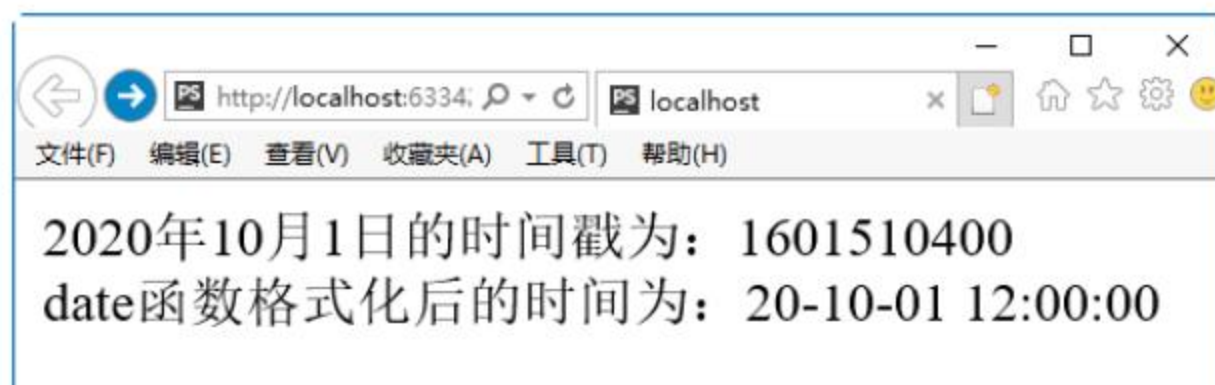 http://localhost:6334
localhost
文件(F) 编辑(E) 查看(V) 收藏夹(A) 工具(T) 帮助(H)
2020年10月1日的时间戳为：1601510400
date函数格式化后的时间为：20-10-01 12:00:00